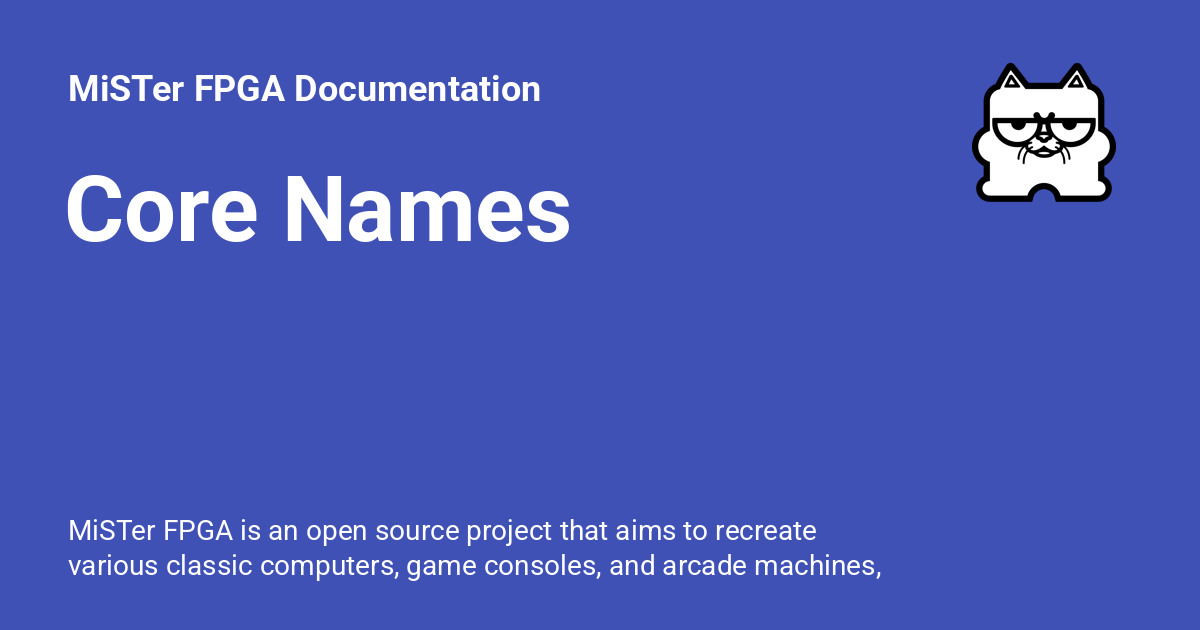 MiSTer FPGA Documentation
Core Names
MiSTer FPGA is an open source project that aims to recreate
various classic computers, game consoles, and arcade machines,